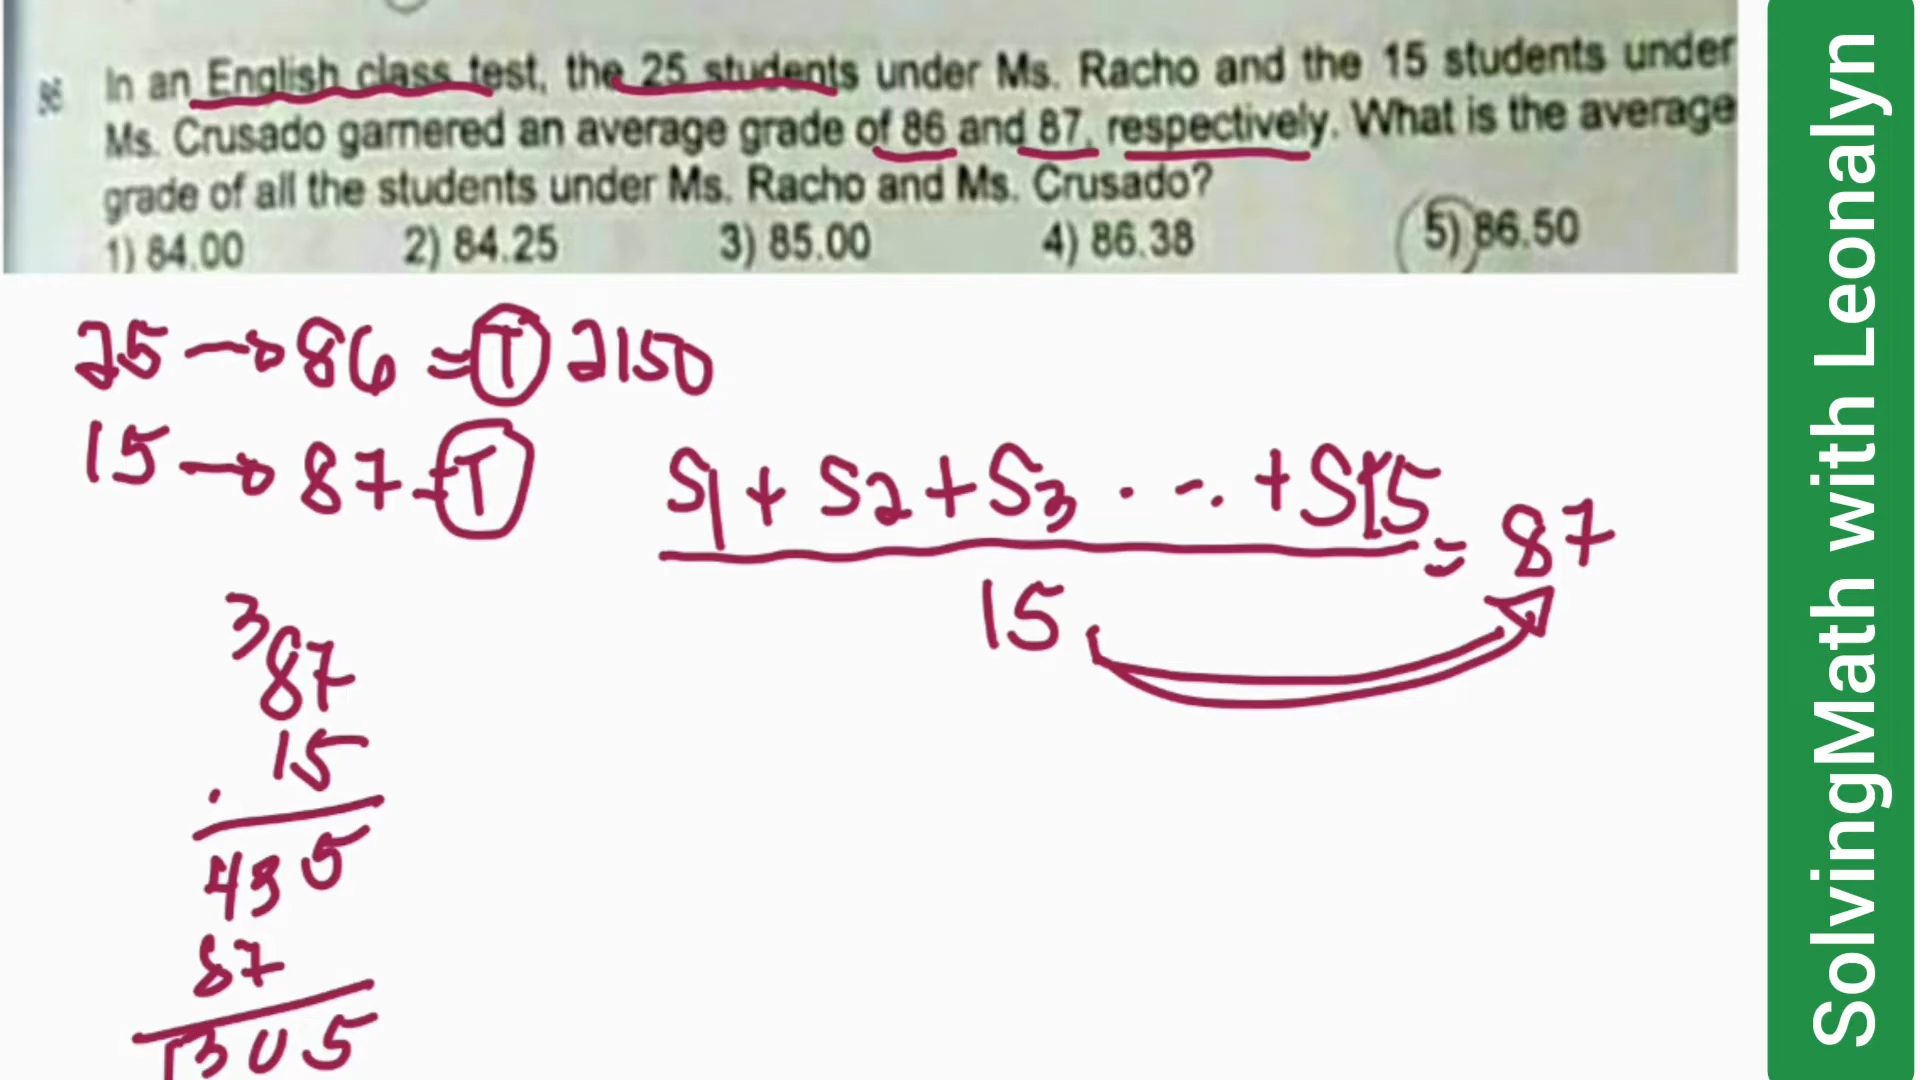 96 In an English class test, the 25 students under Ms. Racho and the 15 students under
Ms. Crusado garnered an average grade of 86 and 87, respectively. What is the average
grade of all the students under Ms. Racho and Ms. Crusado?
1) 84.00 2) 84.25 3) 85.00 4) 86.38 5) 86.50
25 → 86 = T 2150
15 → 87 = T
S1 + S2 + S3 . . . . + S15 = 87
15
3
87
15
435
87
1305
SolvingMath with Leonalyn